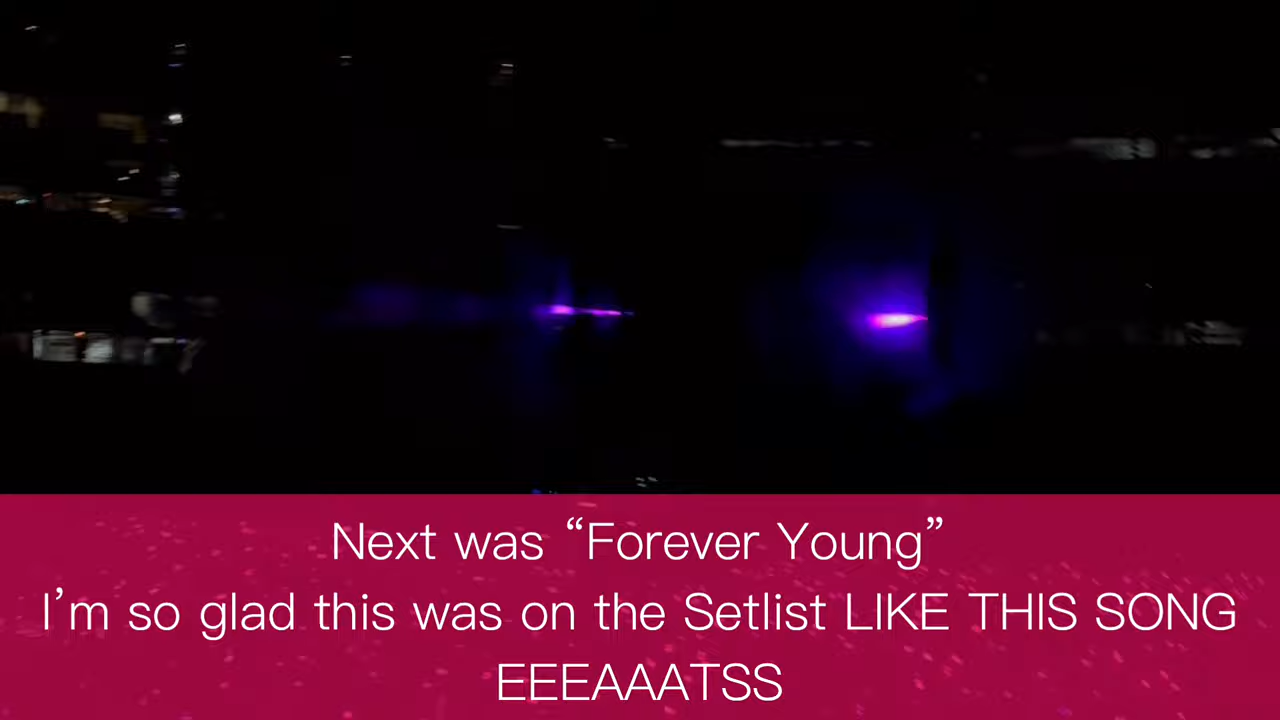 Next was “Forever Young”
I’m so glad this was on the Setlist LIKE THIS SONG
EEEAAATSS